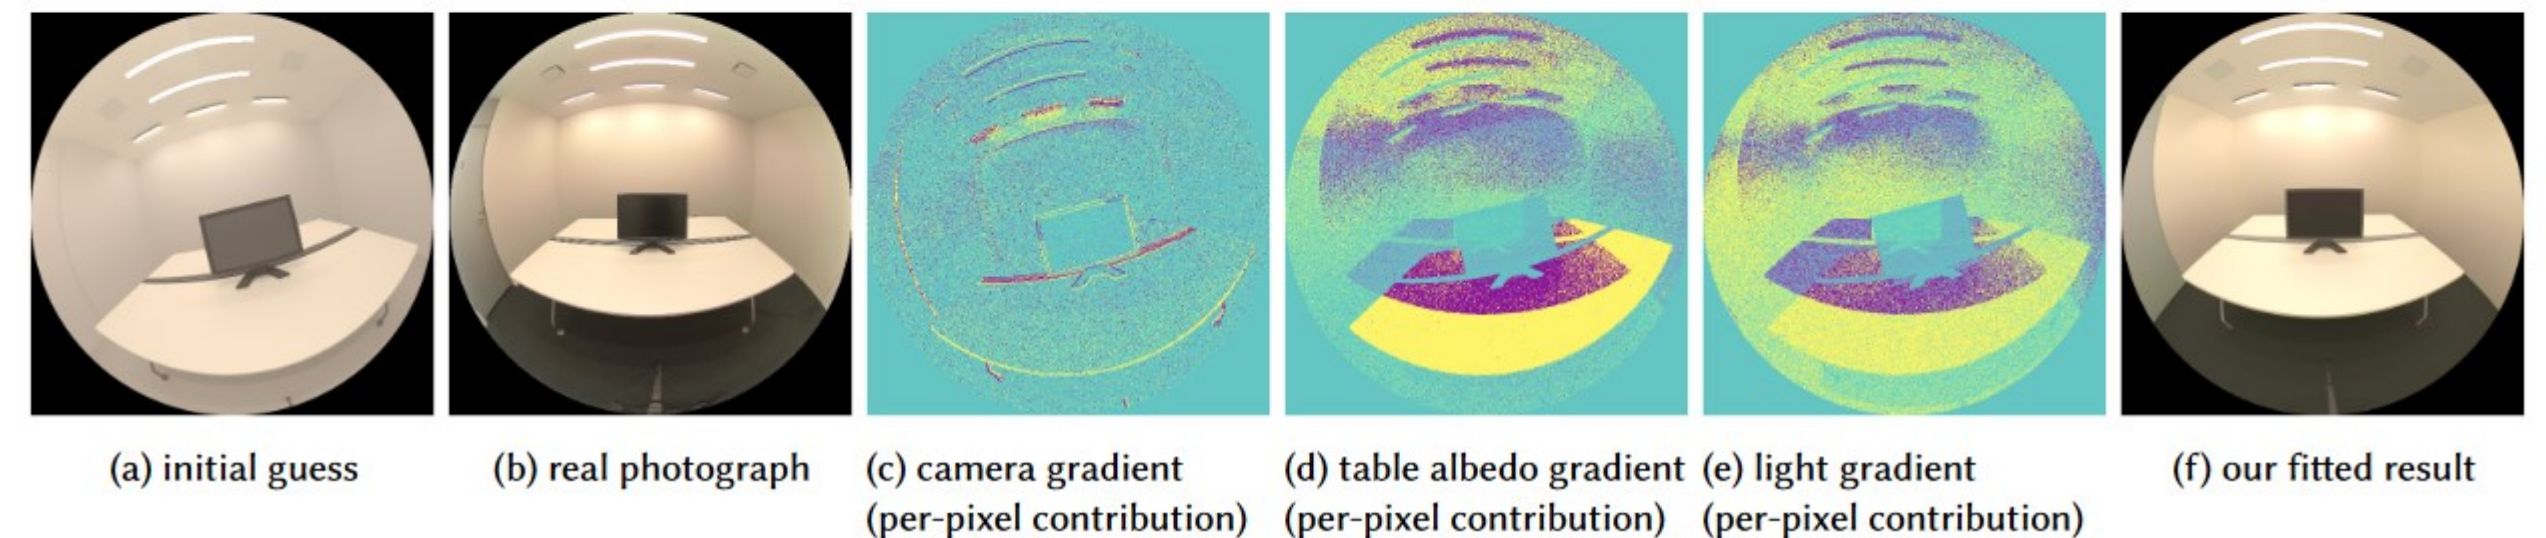 (a) initial guess
(b) real photograph
(c) camera gradient
(per-pixel contribution)
(d) table albedo gradient
(per-pixel contribution)
(e) light gradient
(per-pixel contribution)
(f) our fitted result